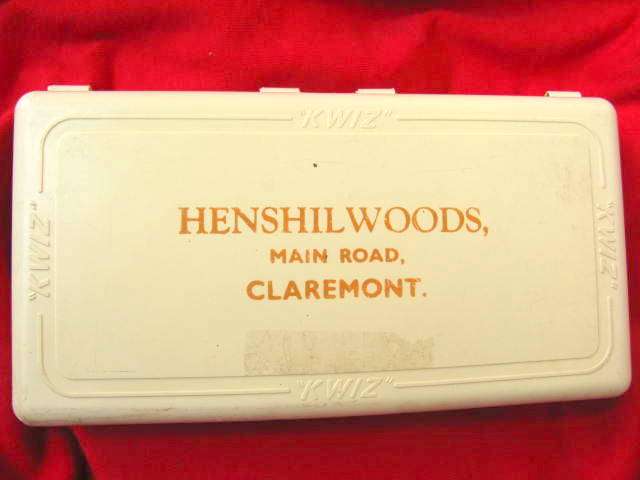 "KWIZ"
HENSHILWOODS,
MAIN ROAD,
CLAREMONT.
"KWIZ"
"KWIZ"
"KWIZ"